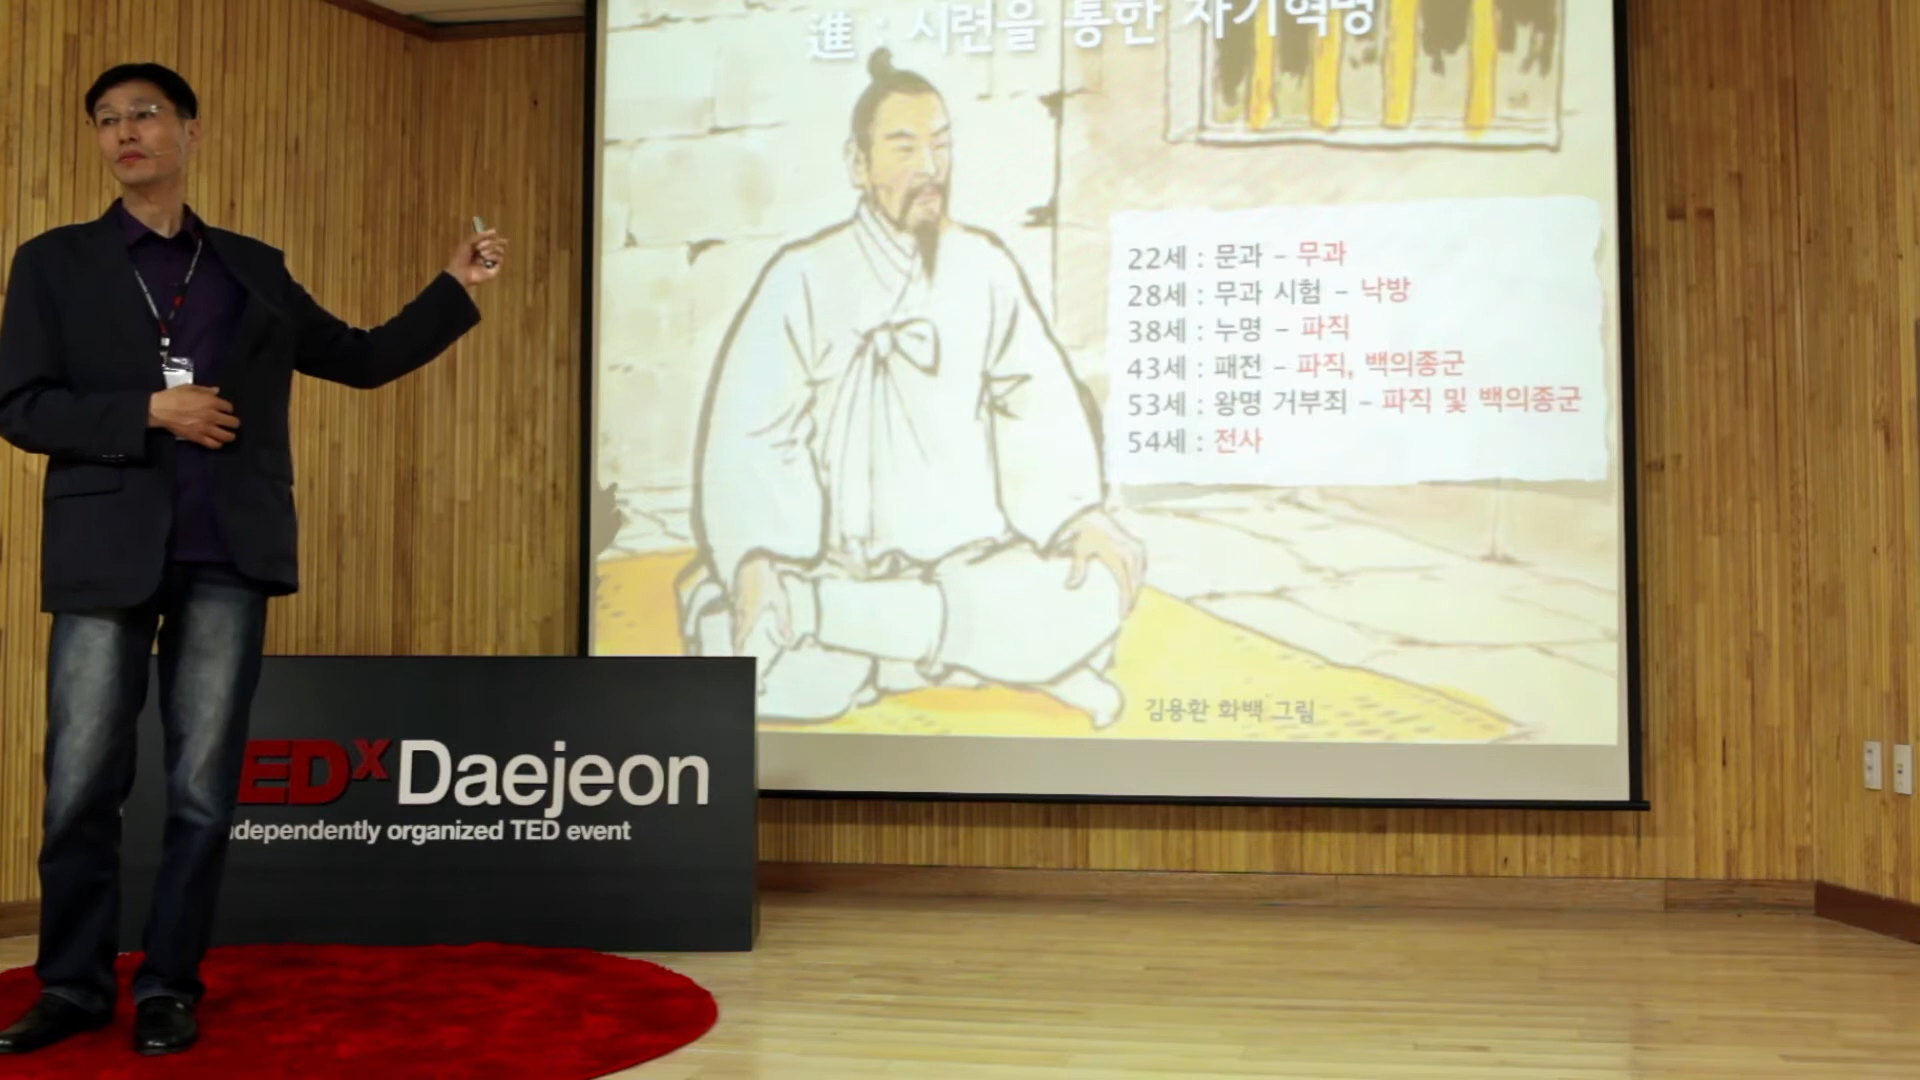 進 : 시련을 통한 자기혁명
22세 : 문과 – 무과
28세 : 무과 시험 – 낙방
38세 : 누명 – 파직
43세 : 패전 – 파직, 백의종군
53세 : 왕명 거부죄 – 파직 및 백의종군
54세 : 전사
김용환 화백 그림
EDxDaejeon
ndependently organized TED event